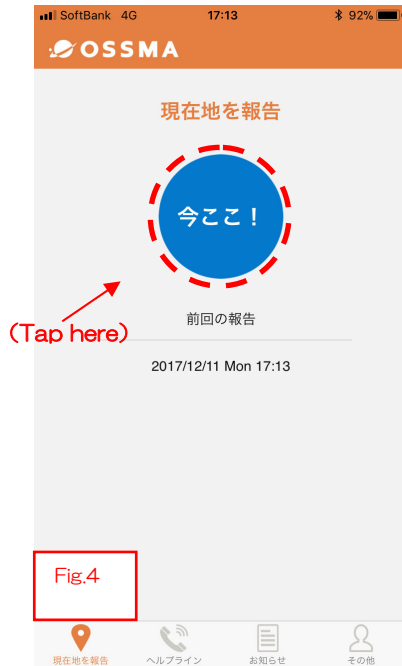 SoftBank 4G 17:13 92%
OSSMA
現在地を報告
今ここ！
(Tap here)
前回の報告
2017/12/11 Mon 17:13
Fig.4
現在地を報告 ヘルプライン お知らせ その他